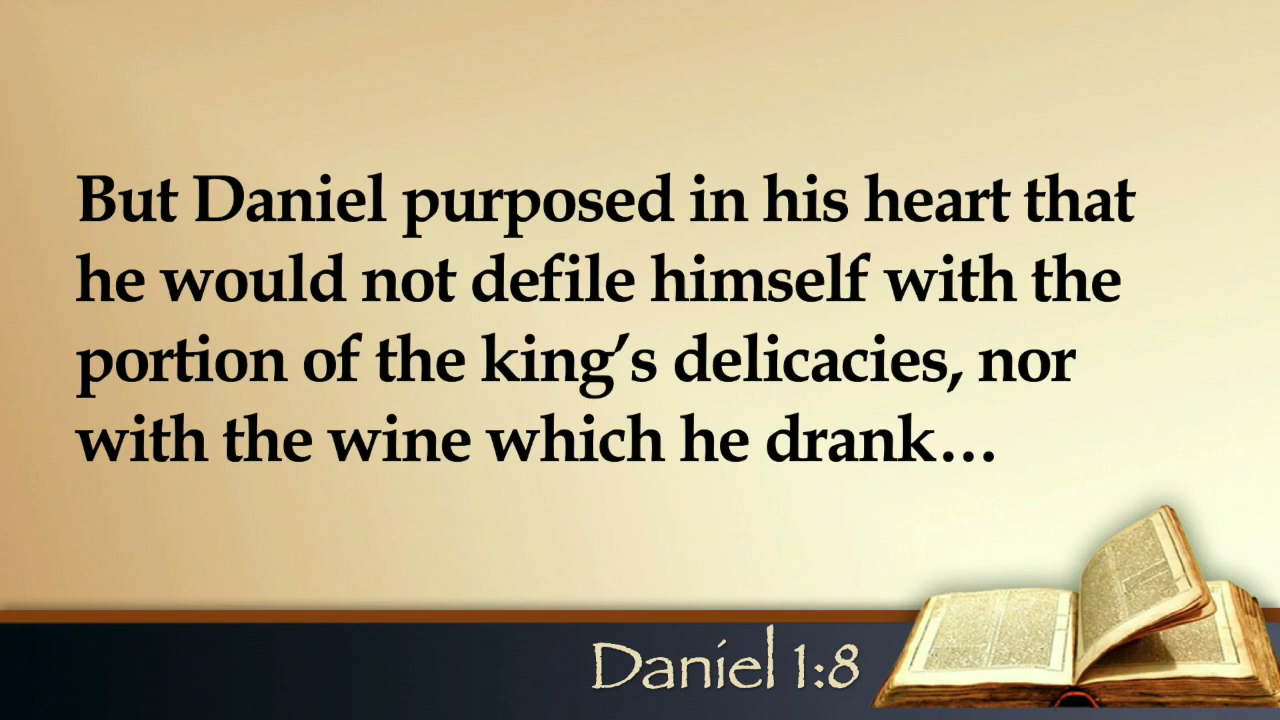 But Daniel purposed in his heart that
he would not defile himself with the
portion of the king’s delicacies, nor
with the wine which he drank…
Daniel 1:8